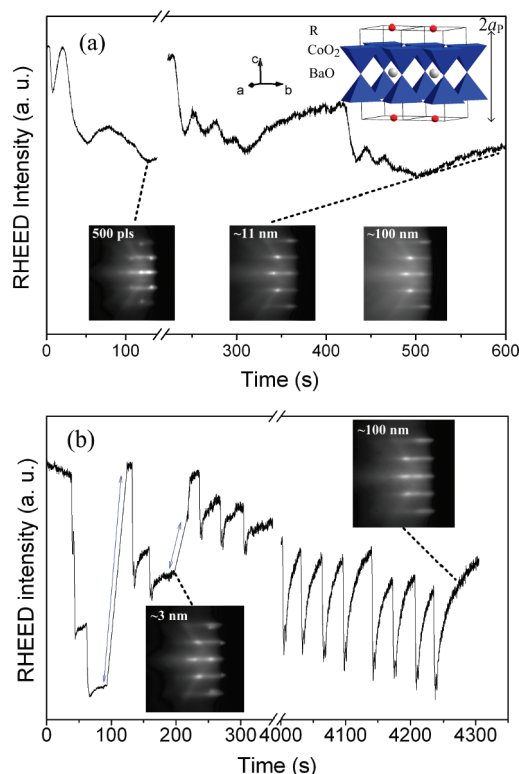 (a)
R
CoO₂
BaO
2aₚ
c
a
b
RHEED Intensity (a. u.)
500 pls
~11 nm
~100 nm
0
100
300
400
500
600
Time (s)
(b)
~100 nm
~3 nm
RHEED intensity (a. u.)
0
100
200
300
4000
4100
4200
4300
Time (s)